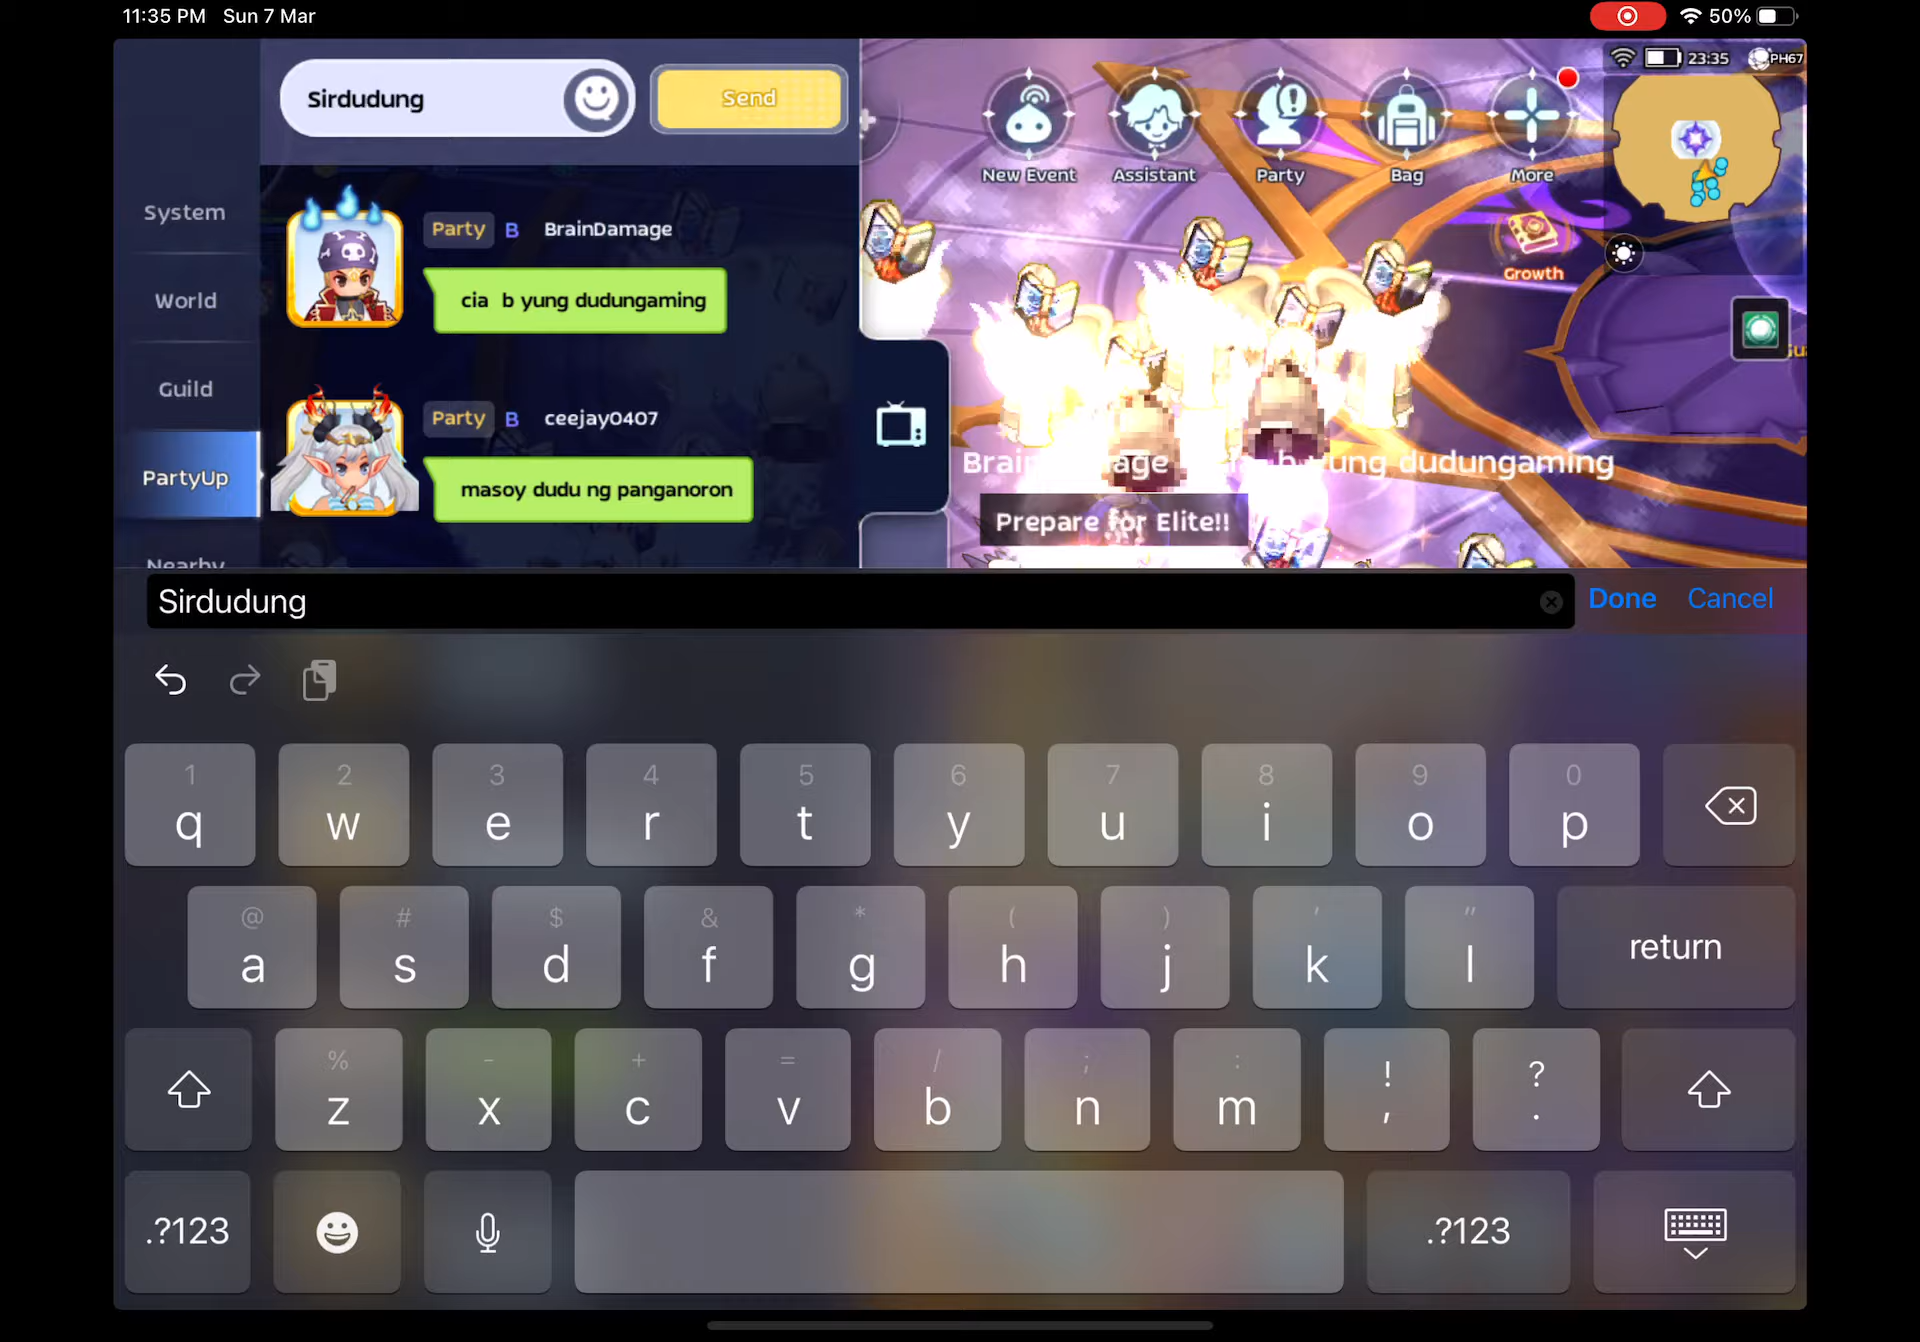 11:35 PM Sun 7 Mar
50%
Sirdudung
Send
System
World
Guild
PartyUp
Nearby
Party B BrainDamage
cia b yung dudungaming
Party B ceejay0407
masoy dudu ng panganoron
New Event
Assistant
Party
Bag
More
23:35
PH67
Growth
yung dudungaming
Prepare for Elite!!
Sirdudung
Done
Cancel
1 2 3 4 5 6 7 8 9 0
q w e r t y u i o p
@ # $ & * ( ) ' "
a s d f g h j k l return
% - + = / ; : ! ?
z x c v b n m , .
.?123
.?123